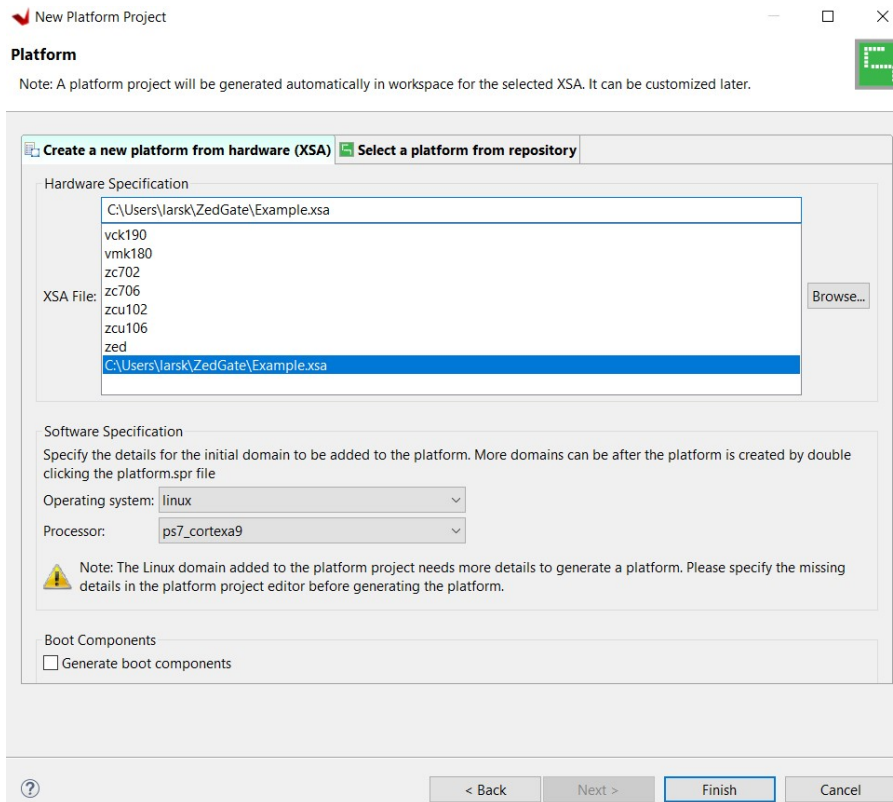 New Platform Project
Platform
Note: A platform project will be generated automatically in workspace for the selected XSA. It can be customized later.
Create a new platform from hardware (XSA)
Select a platform from repository
Hardware Specification
C:\Users\larsk\ZedGate\Example.xsa
vck190
vmk180
zc702
XSA File:
zc706
Browse...
zcu102
zcu106
zed
C:\Users\larsk\ZedGate\Example.xsa
Software Specification
Specify the details for the initial domain to be added to the platform. More domains can be after the platform is created by double
clicking the platform.spr file
Operating system: linux
Processor: ps7_cortexa9
Note: The Linux domain added to the platform project needs more details to generate a platform. Please specify the missing
details in the platform project editor before generating the platform.
Boot Components
Generate boot components
? < Back Next > Finish Cancel